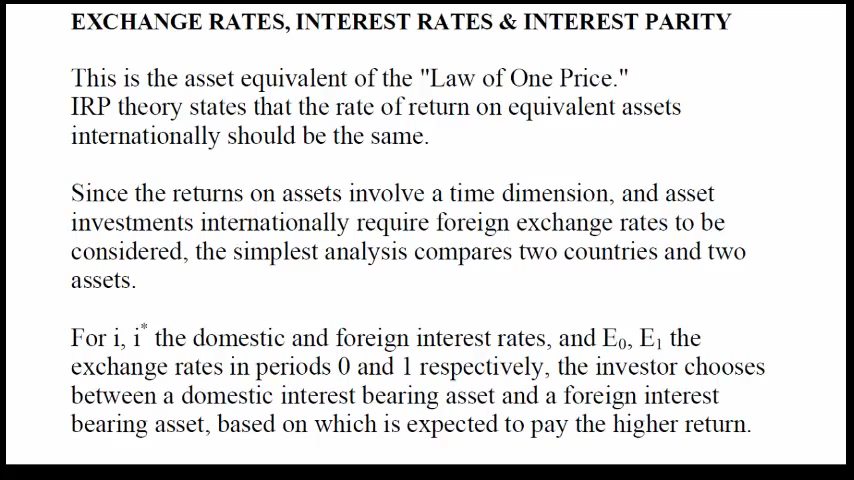 EXCHANGE RATES, INTEREST RATES & INTEREST PARITY
This is the asset equivalent of the "Law of One Price."
IRP theory states that the rate of return on equivalent assets
internationally should be the same.
Since the returns on assets involve a time dimension, and asset
investments internationally require foreign exchange rates to be
considered, the simplest analysis compares two countries and two
assets.
For i, i* the domestic and foreign interest rates, and E₀, E₁ the
exchange rates in periods 0 and 1 respectively, the investor chooses
between a domestic interest bearing asset and a foreign interest
bearing asset, based on which is expected to pay the higher return.